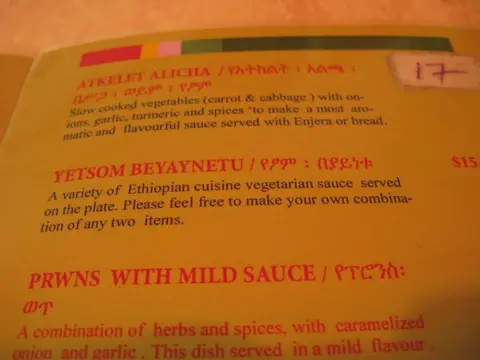 ATKELET ALICHA / የአትክልት ፡ አልጫ ፡
በሥጋ ፡ ወይም ፡ የፆም
17
Slow cooked vegetables (carrot & cabbage ) with on-
ions, garlic, turmeric and spices "to make a most aro-
matic and flavourful sauce served with Enjera or bread.
YETSOM BEYAYNETU / የፆም ፡ በያይነቱ
$15
A variety of Ethiopian cuisine vegetarian sauce served
on the plate. Please feel free to make your own combina-
tion of any two items.
PRWNS WITH MILD SAUCE / የፕሮንስ፡
ወጥ
A combination of herbs and spices, with caramelized
onion and garlic . This dish served in a mild flavour .